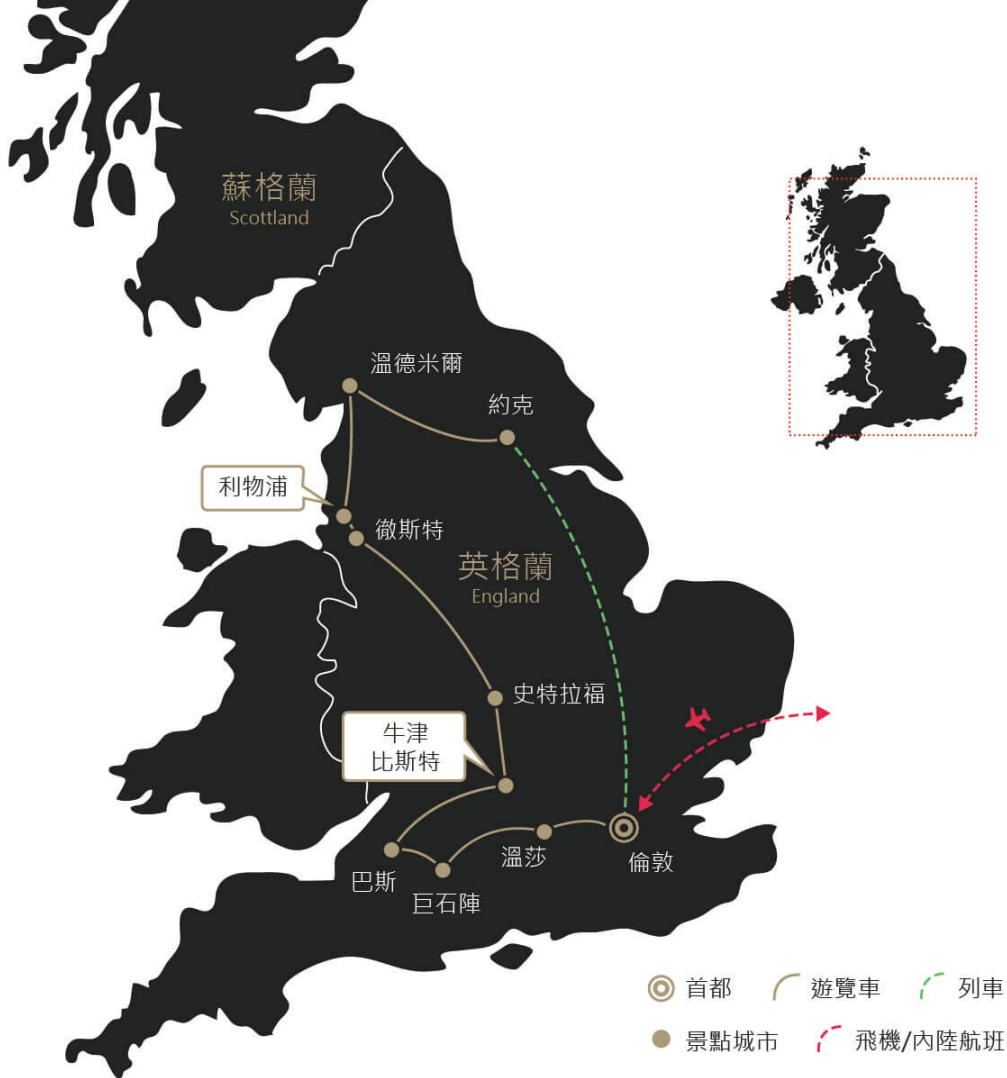 蘇格蘭
Scottland
溫德米爾
約克
利物浦
徹斯特
英格蘭
England
史特拉福
牛津
比斯特
溫莎
倫敦
巴斯
巨石陣
首都
遊覽車
列車
景點城市
飛機/內陸航班